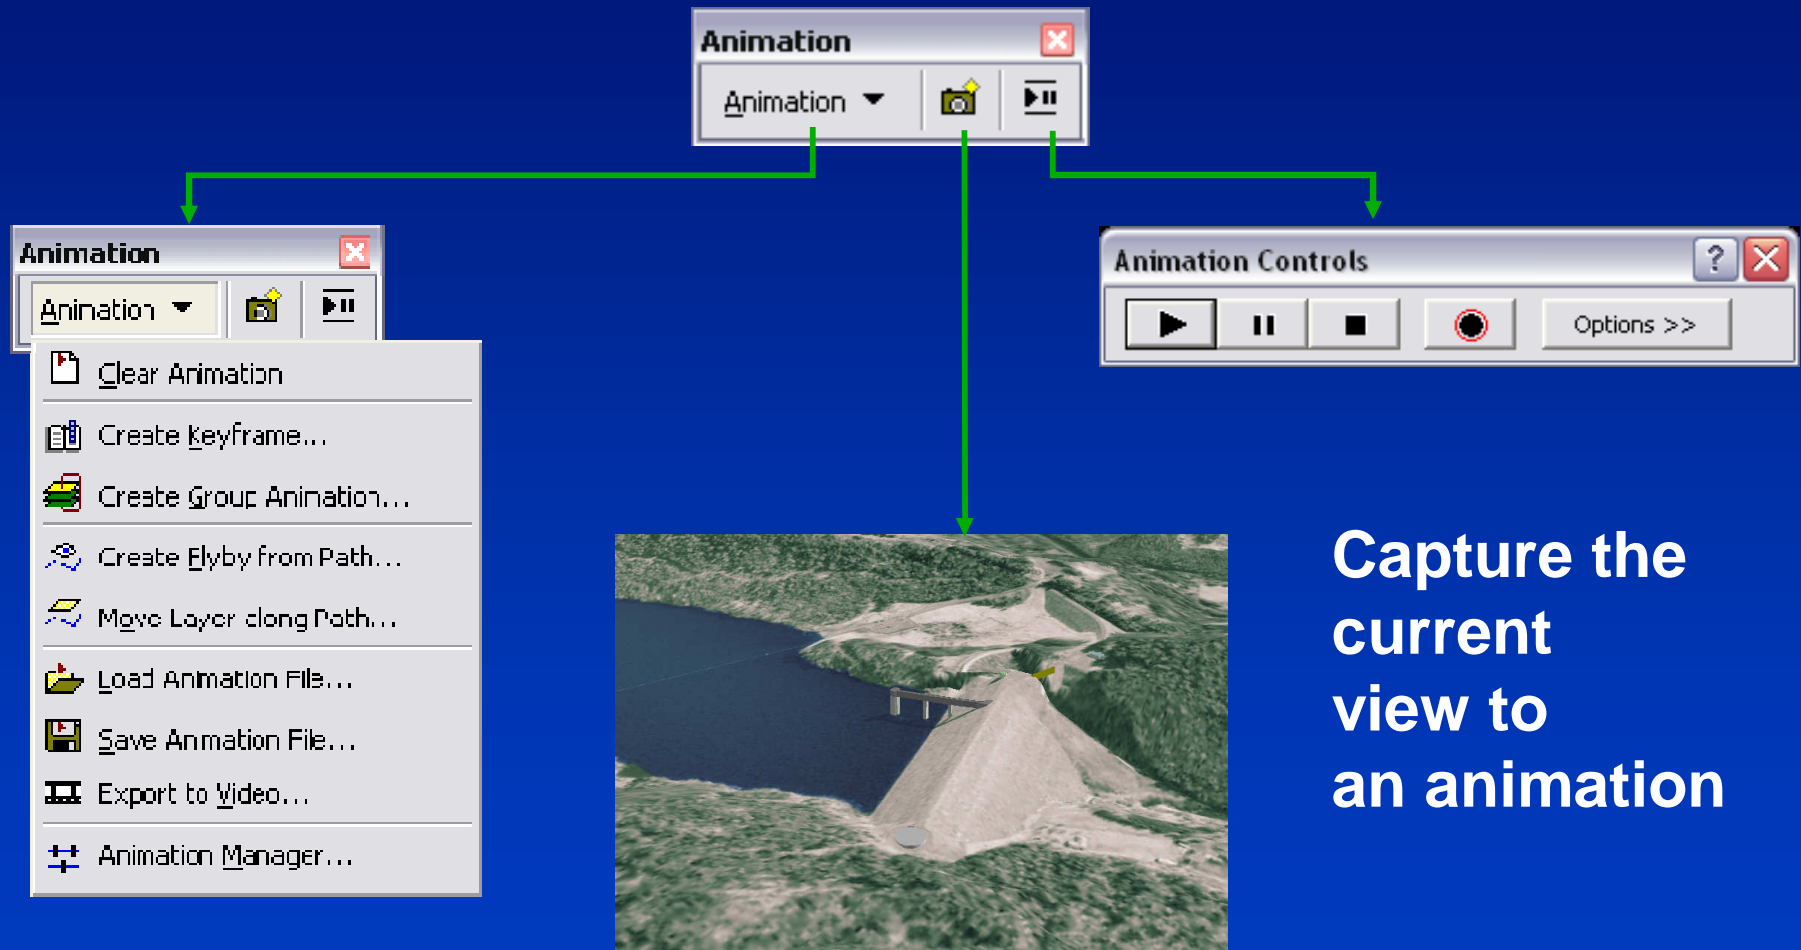 Animation
Animation
Animation
Animation
Clear Animation
Create Keyframe...
Create Group Animation...
Create Flyby from Path...
Move Layer along Path...
Load Animation File...
Save Animation File...
Export to Video...
Animation Manager...
Animation Controls
?
Options >>
Capture the
current
view to
an animation